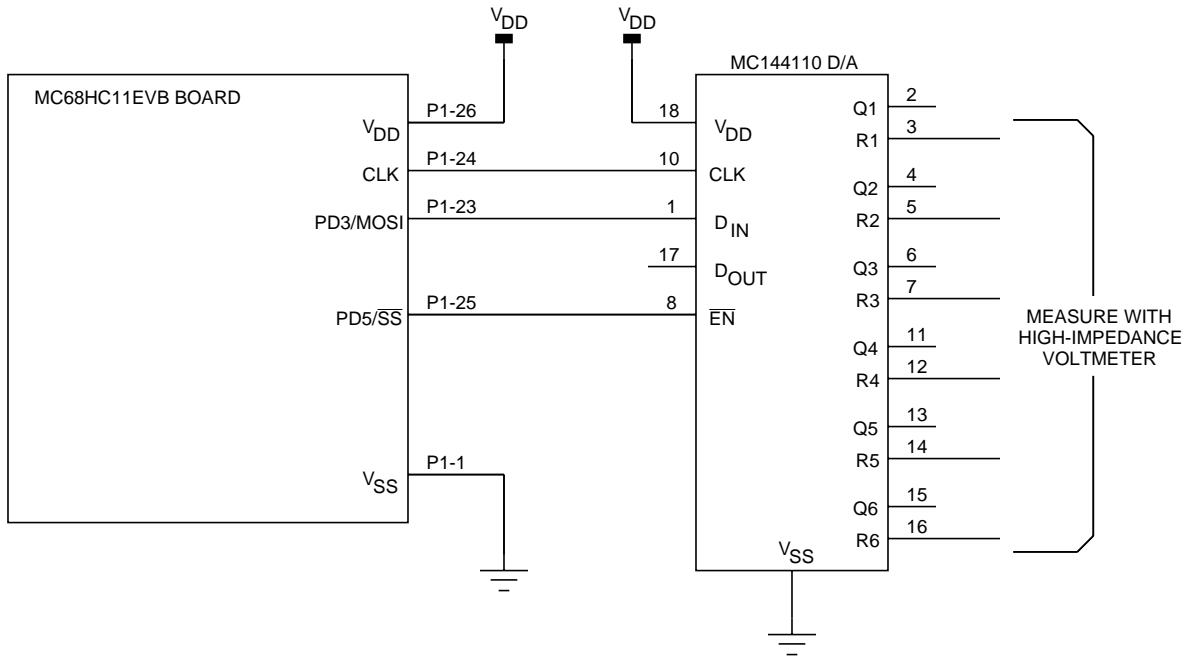 VDD
VDD
MC144110 D/A
MC68HC11EVB BOARD
VDD
P1-26
CLK
P1-24
PD3/MOSI
P1-23
PD5/SS
P1-25
VSS
P1-1
18
VDD
10
CLK
1
DIN
17
DOUT
8
EN
VSS
Q1
2
R1
3
Q2
4
R2
5
Q3
6
R3
7
Q4
11
R4
12
Q5
13
R5
14
Q6
15
R6
16
MEASURE WITH
HIGH-IMPEDANCE
VOLTMETER